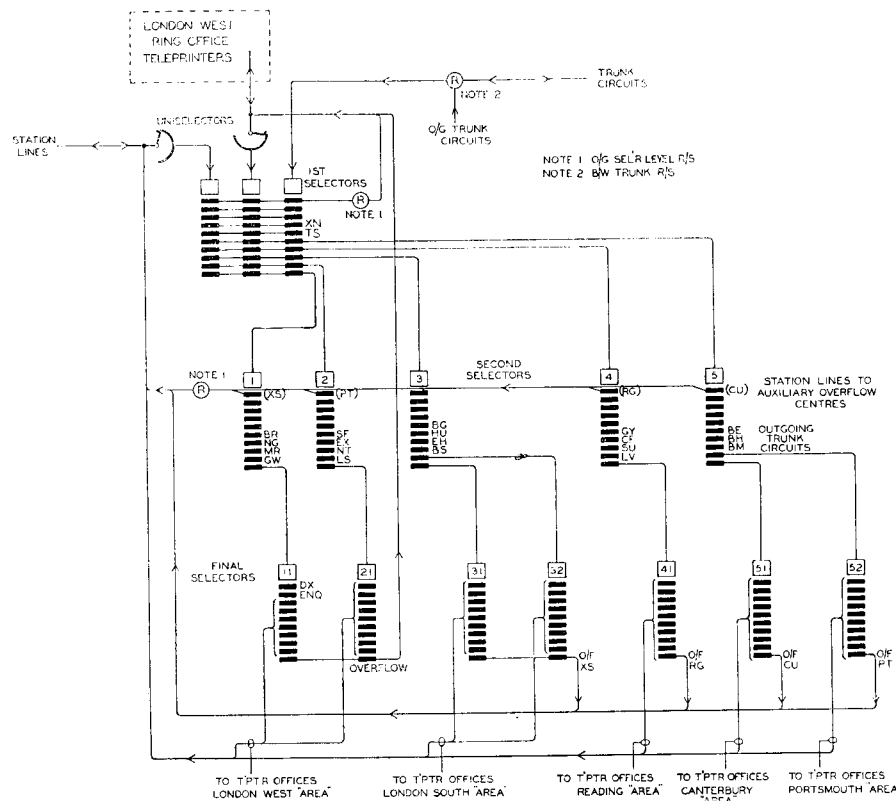 LONDON WEST
RING OFFICE
TELEPRINTERS
TRUNK
CIRCUITS
R
NOTE 2
O/G TRUNK
CIRCUITS
UNISELECTORS
STATION
LINES
NOTE 1 O/G SEL'R LEVEL R/S
NOTE 2 B/W TRUNK R/S
1ST
SELECTORS
R
NOTE 1
XN
TS
NOTE 1
R
SECOND
SELECTORS
1
2
3
4
5
(XS)
(PT)
(RG)
(CU)
STATION LINES TO
AUXILIARY OVERFLOW
CENTRES
BR
NG
MR
GW
SF
EX
NT
LS
BG
HU
EH
BS
GY
CF
SU
LV
BE
BH
BM
OUTGOING
TRUNK
CIRCUITS
FINAL
SELECTORS
11
21
31
32
41
51
52
DX
ENQ
OVERFLOW
O/F
XS
O/F
RG
O/F
CU
O/F
PT
TO T'PTR OFFICES
LONDON WEST "AREA"
TO T'PTR OFFICES
LONDON SOUTH "AREA"
TO T'PTR OFFICES
READING "AREA"
TO T'PTR OFFICES
CANTERBURY
"AREA"
TO T'PTR OFFICES
PORTSMOUTH "AREA"